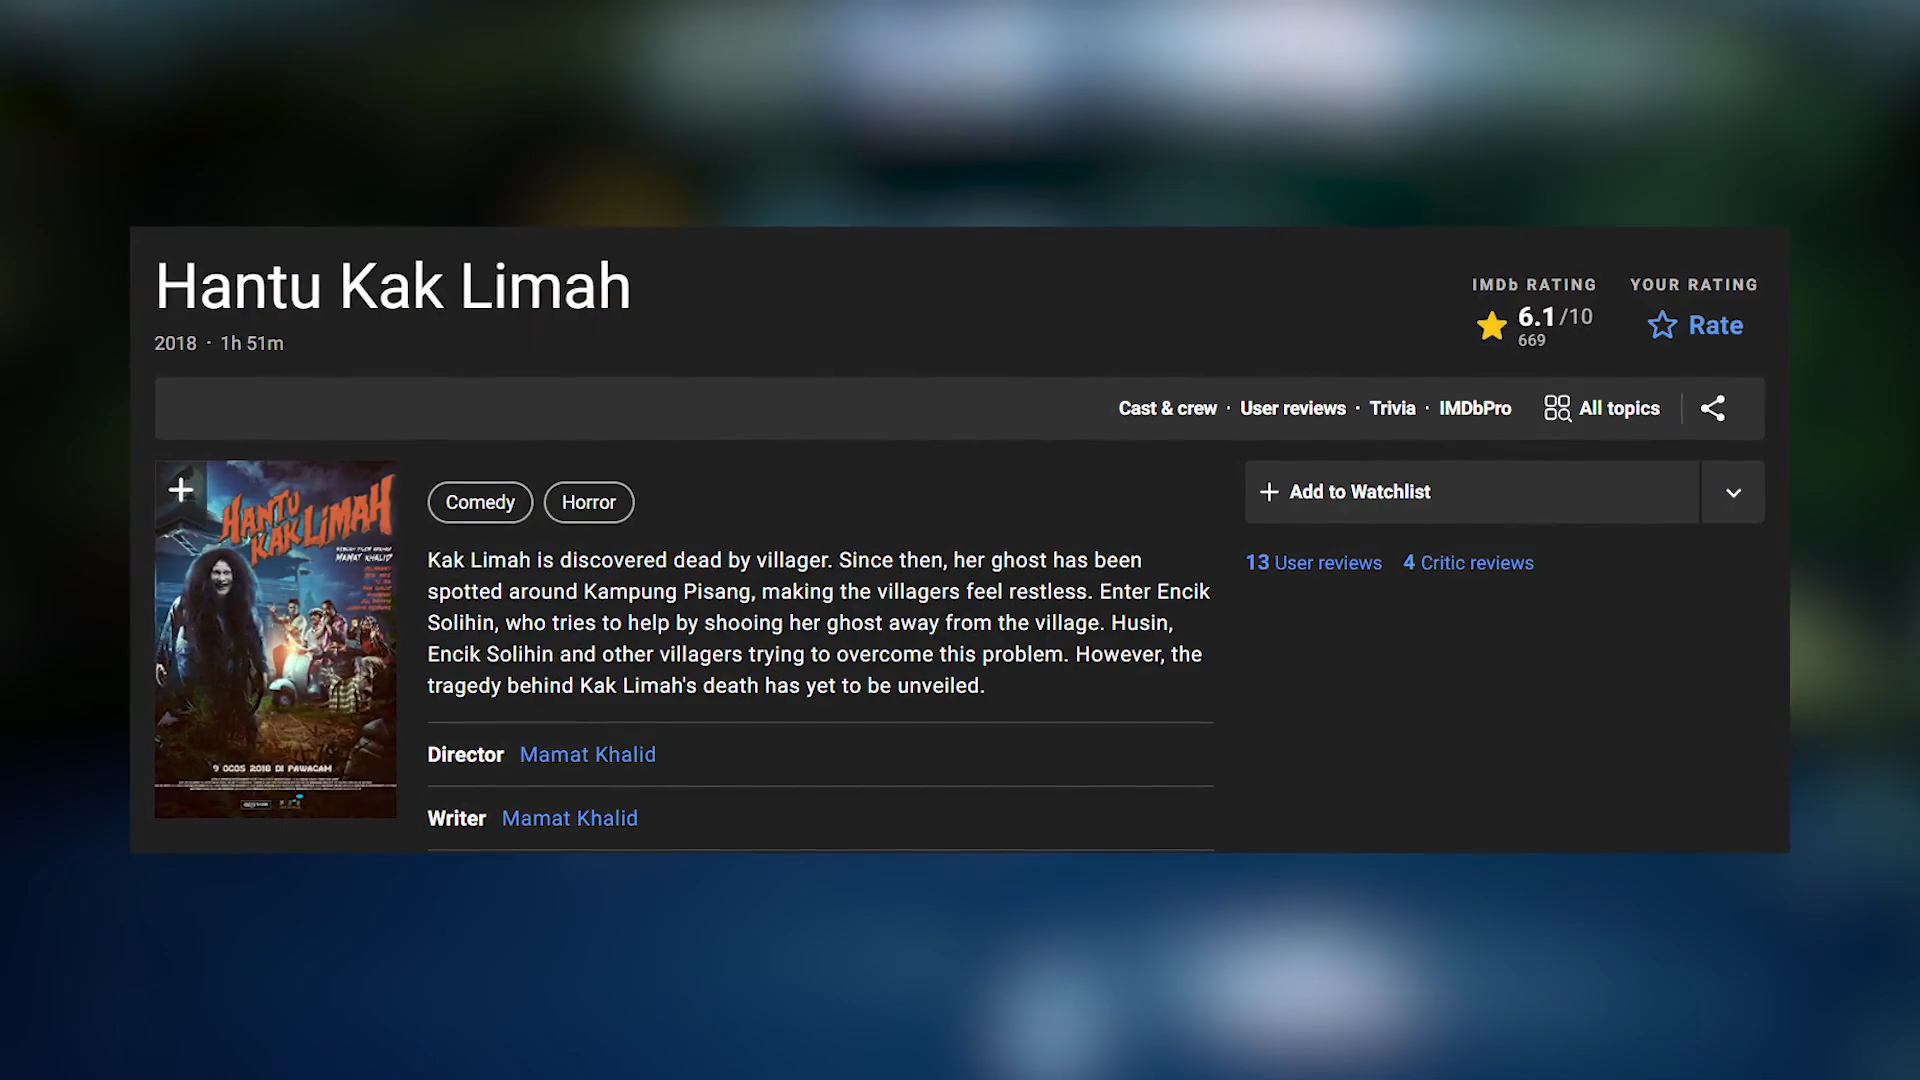 Hantu Kak Limah
2018 · 1h 51m
IMDb RATING
6.1/10
669
YOUR RATING
Rate
Cast & crew · User reviews · Trivia · IMDbPro
All topics
HANTU
KAK LIMAH
MAMAT KHALID
9 OGOS 2018 DI PAWAGAM
Comedy
Horror
Kak Limah is discovered dead by villager. Since then, her ghost has been
spotted around Kampung Pisang, making the villagers feel restless. Enter Encik
Solihin, who tries to help by shooing her ghost away from the village. Husin,
Encik Solihin and other villagers trying to overcome this problem. However, the
tragedy behind Kak Limah's death has yet to be unveiled.
Director Mamat Khalid
Writer Mamat Khalid
Add to Watchlist
13 User reviews 4 Critic reviews